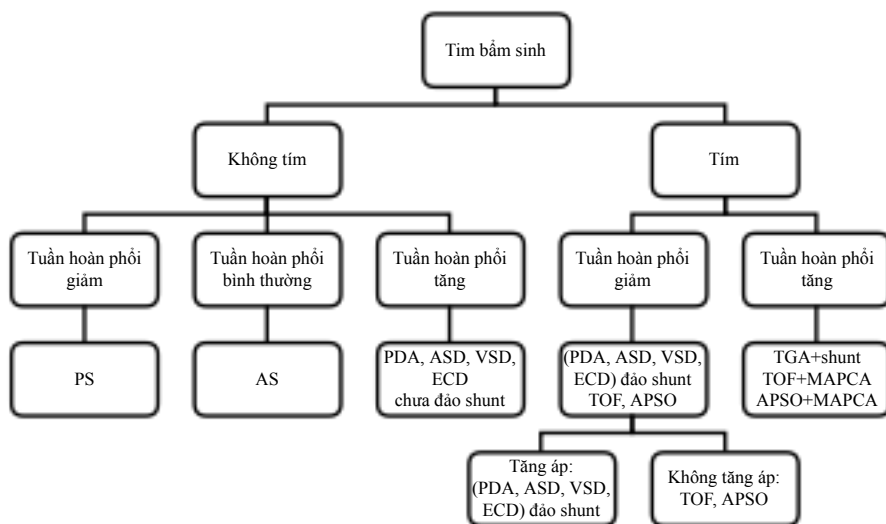 Tim bẩm sinh
Không tím
Tím
Tuần hoàn phổi
giảm
Tuần hoàn phổi
bình thường
Tuần hoàn phổi
tăng
Tuần hoàn phổi
giảm
Tuần hoàn phổi
tăng
PS
AS
PDA, ASD, VSD,
ECD
chưa đảo shunt
(PDA, ASD, VSD,
ECD) đảo shunt
TOF, APSO
TGA+shunt
TOF+MAPCA
APSO+MAPCA
Tăng áp:
(PDA, ASD, VSD,
ECD) đảo shunt
Không tăng áp:
TOF, APSO